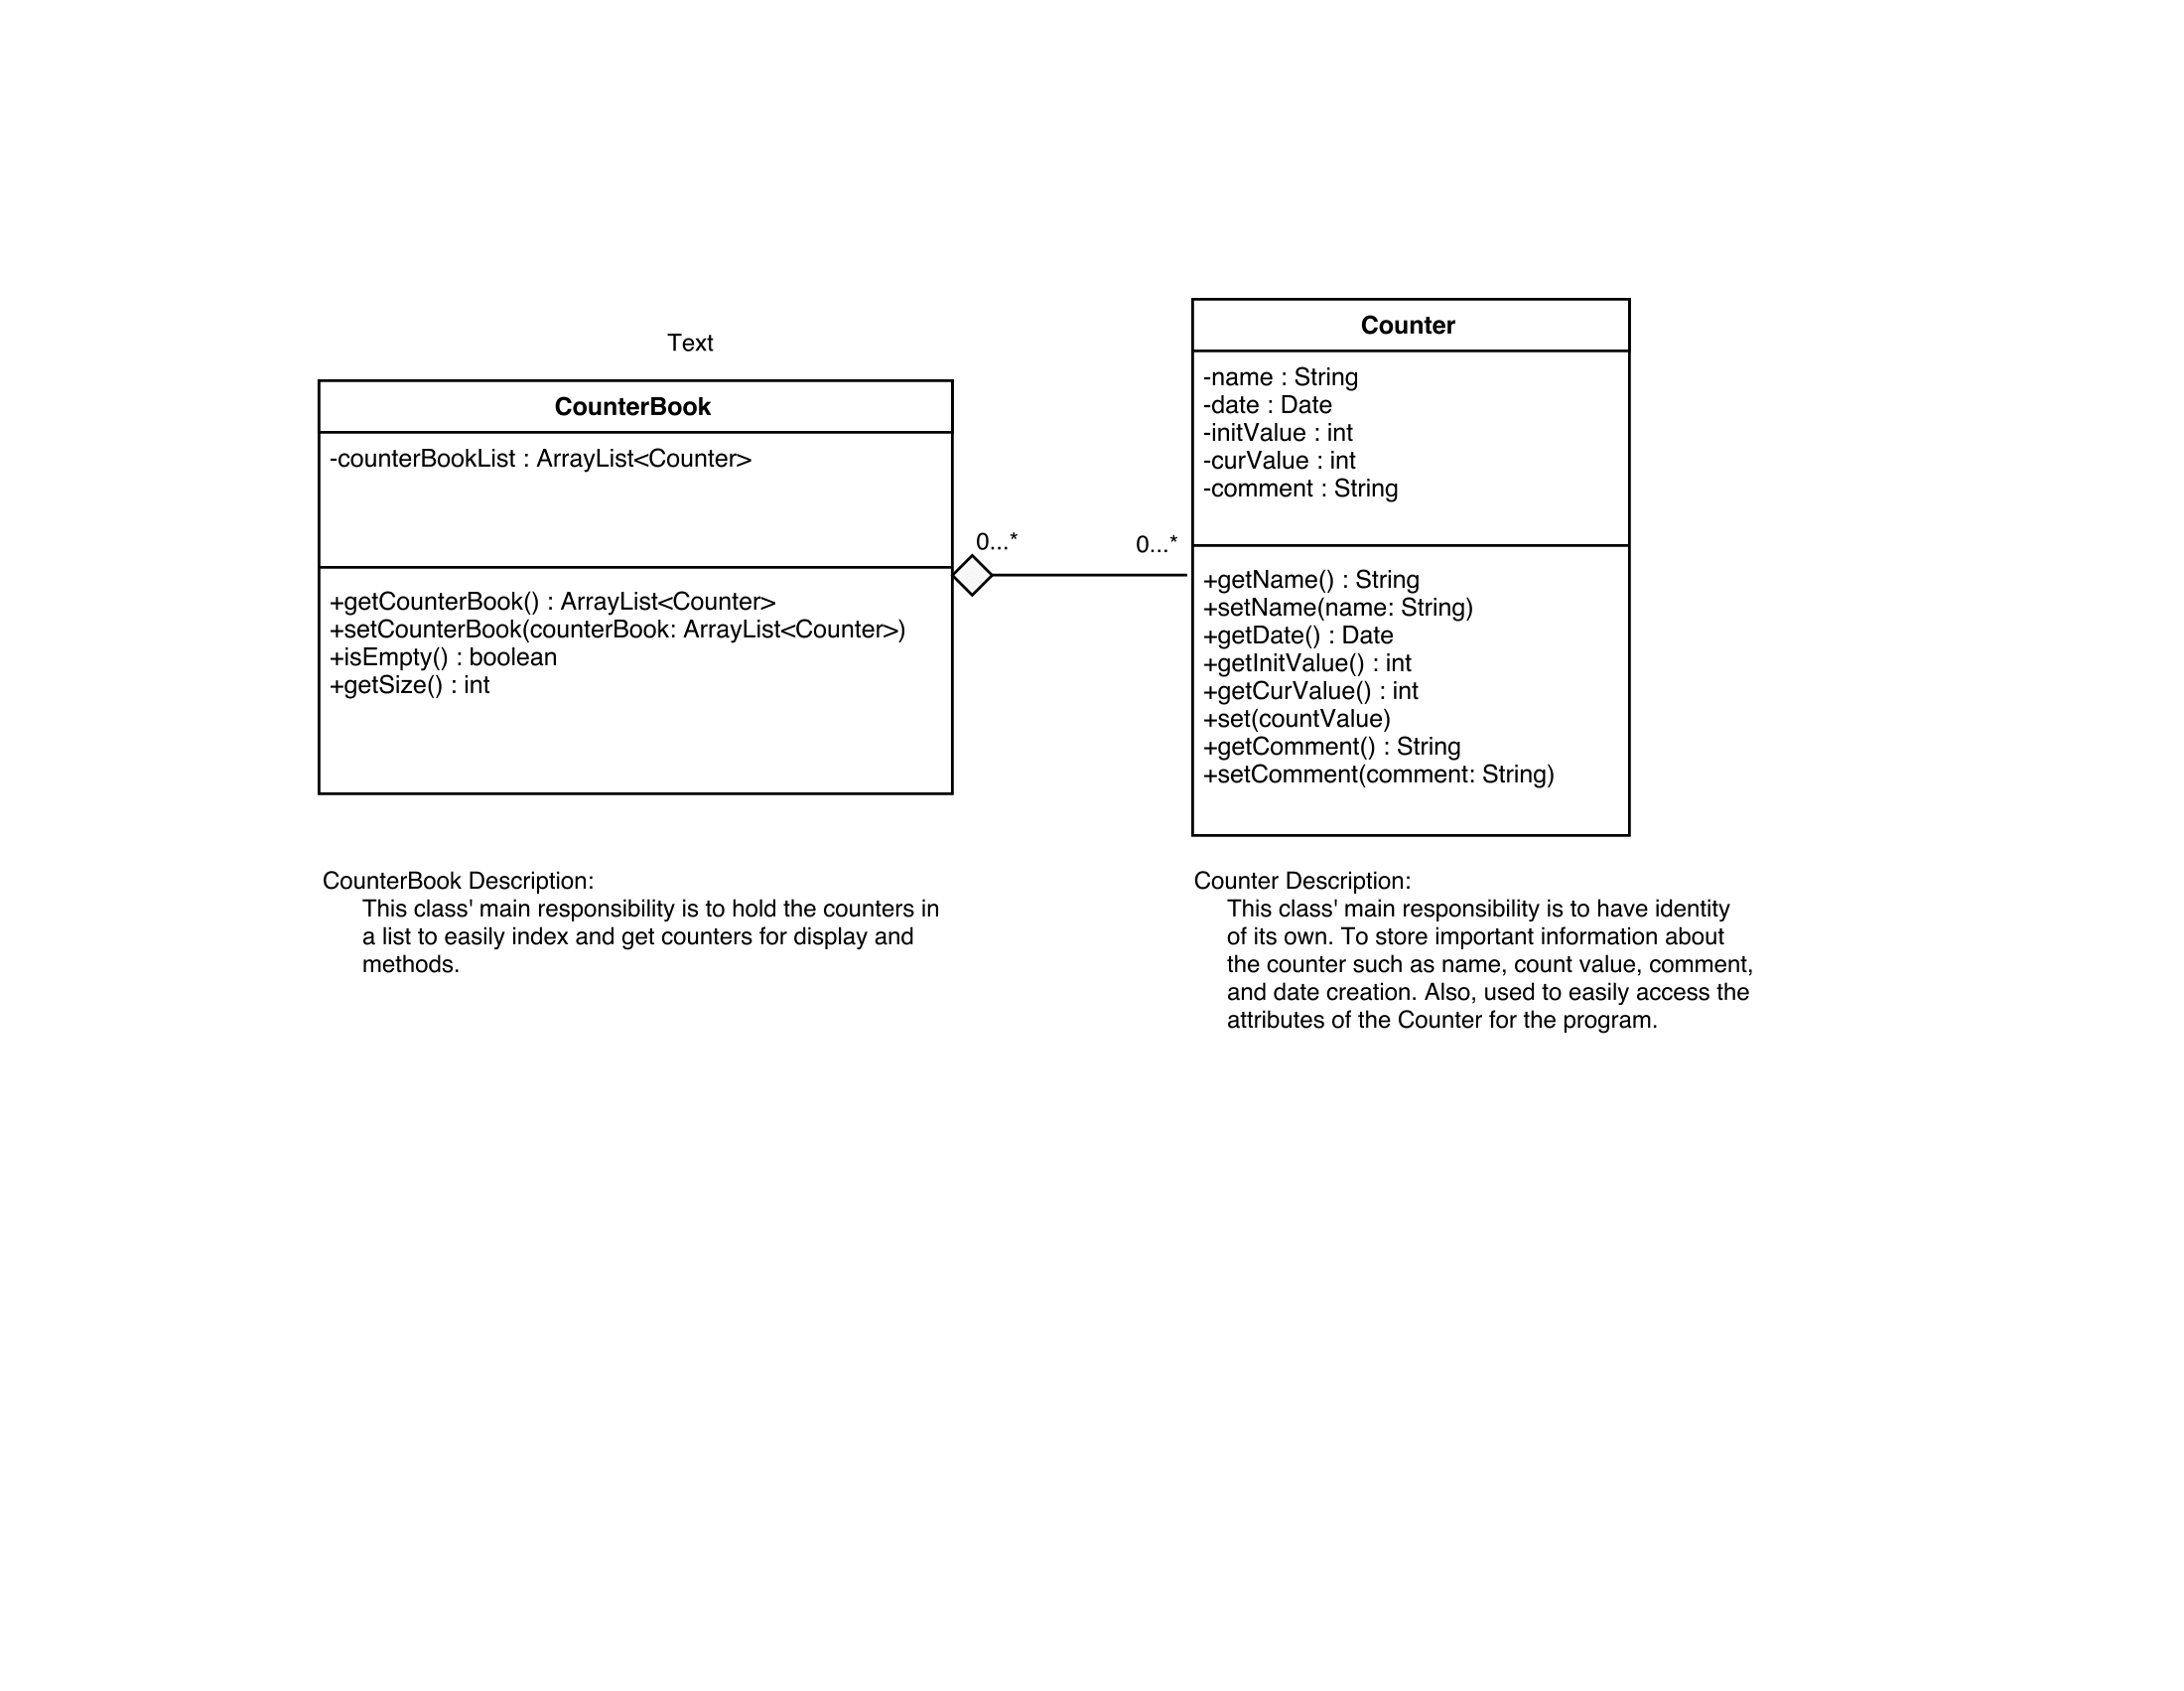 Text
CounterBook
-counterBookList : ArrayList<Counter>
+getCounterBook() : ArrayList<Counter>
+setCounterBook(counterBook: ArrayList<Counter>)
+isEmpty() : boolean
+getSize() : int
0...*
0...*
Counter
-name : String
-date : Date
-initValue : int
-curValue : int
-comment : String
+getName() : String
+setName(name: String)
+getDate() : Date
+getInitValue() : int
+getCurValue() : int
+set(countValue)
+getComment() : String
+setComment(comment: String)
CounterBook Description:
This class' main responsibility is to hold the counters in
a list to easily index and get counters for display and
methods.
Counter Description:
This class' main responsibility is to have identity
of its own. To store important information about
the counter such as name, count value, comment,
and date creation. Also, used to easily access the
attributes of the Counter for the program.